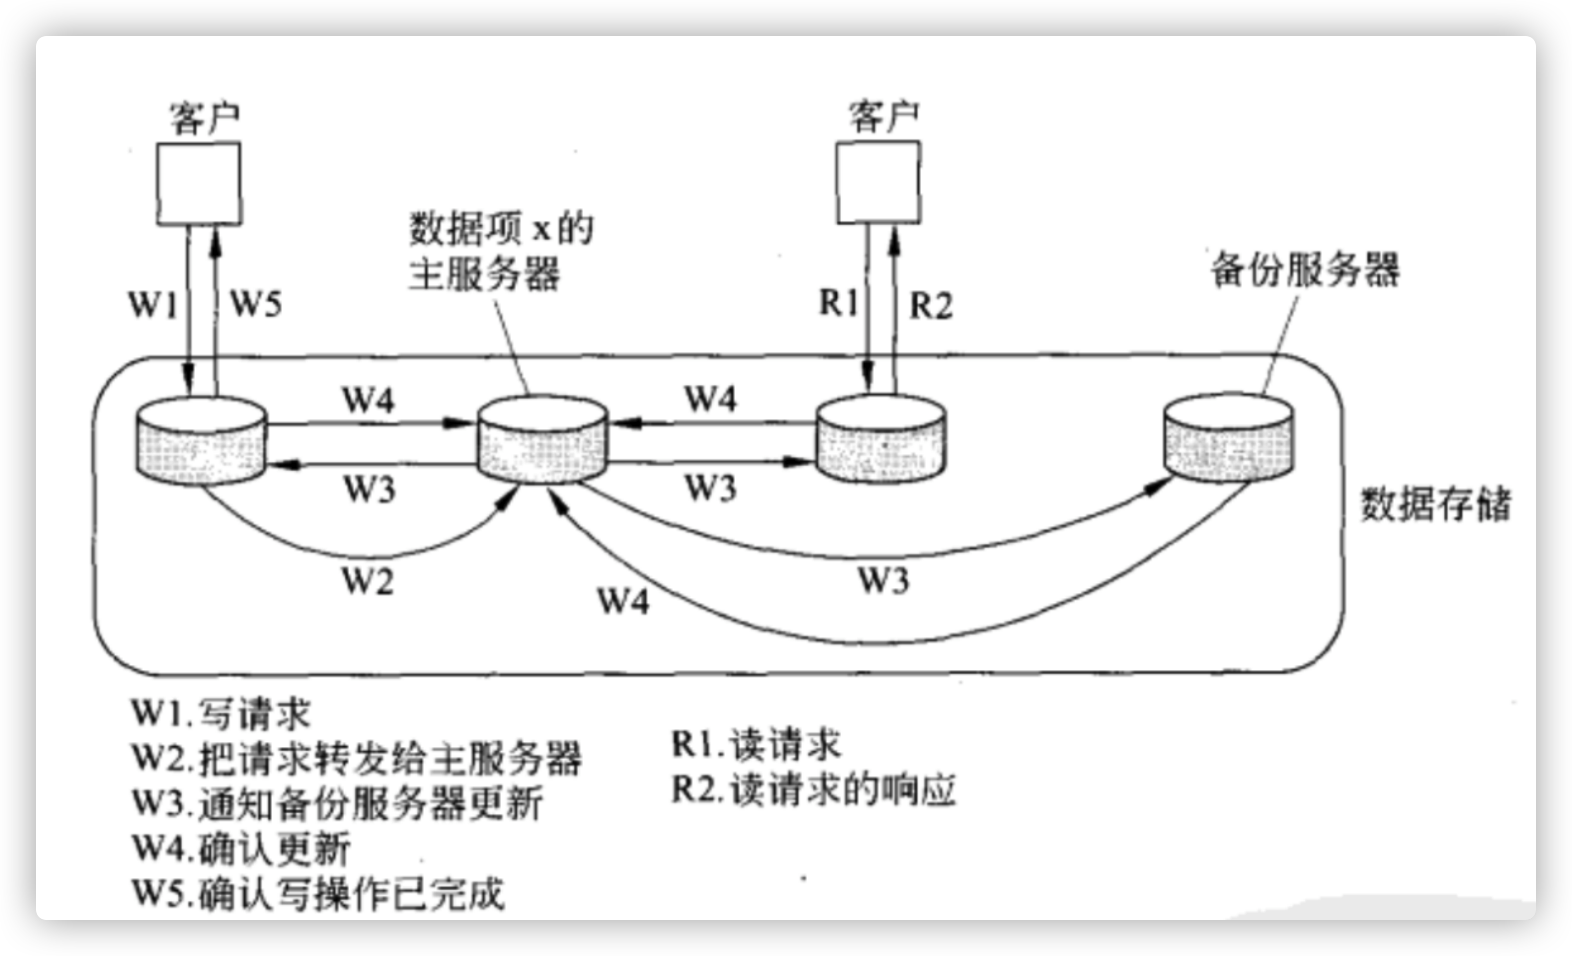 客户
客户
数据项 x 的
主服务器
备份服务器
W1
W5
R1
R2
W4
W4
W3
W3
数据存储
W2
W3
W4
W1.写请求
W2.把请求转发给主服务器
W3.通知备份服务器更新
W4.确认更新
W5.确认写操作已完成
R1.读请求
R2.读请求的响应